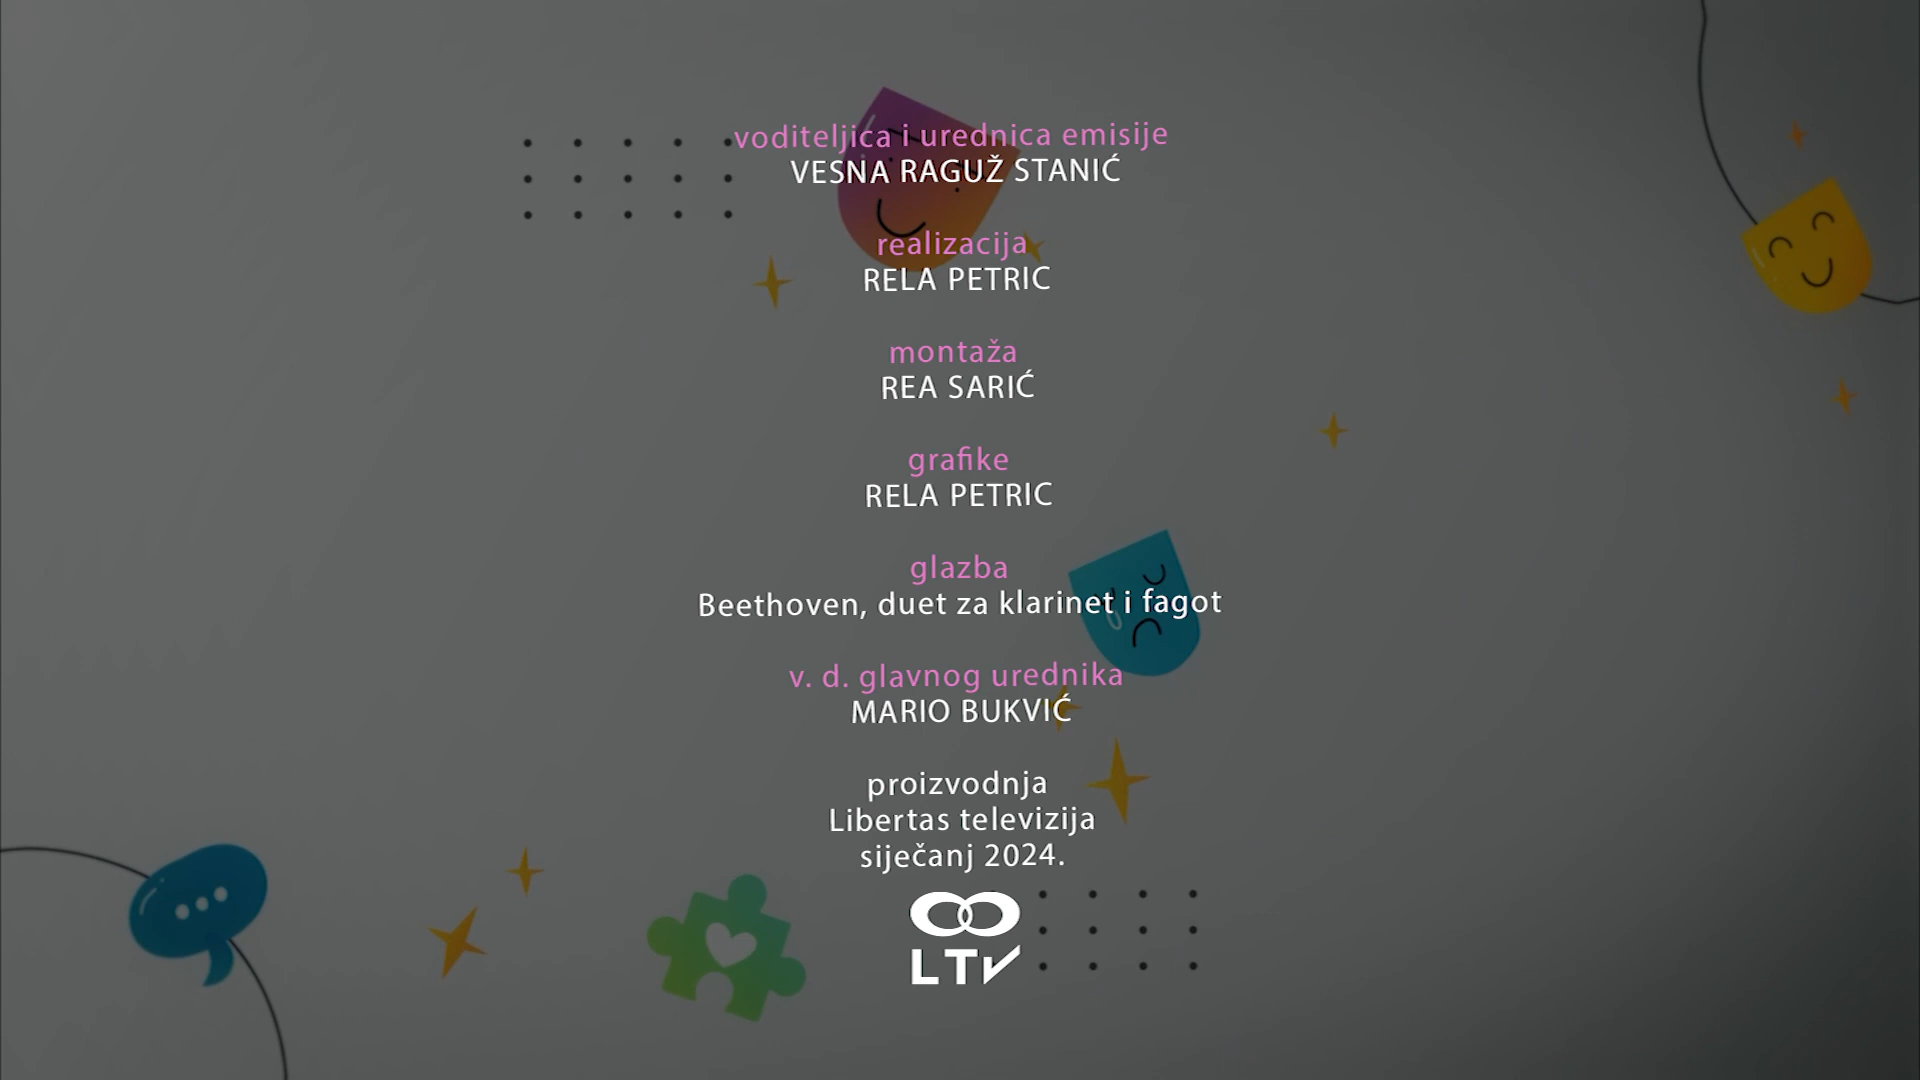 voditeljica i urednica emisije
VESNA RAGUŽ STANIĆ
realizacija
RELA PETRIC
montaža
REA SARIĆ
grafike
RELA PETRIC
glazba
Beethoven, duet za klarinet i fagot
v. d. glavnog urednika
MARIO BUKVIĆ
proizvodnja
Libertas televizija
siječanj 2024.
LTV